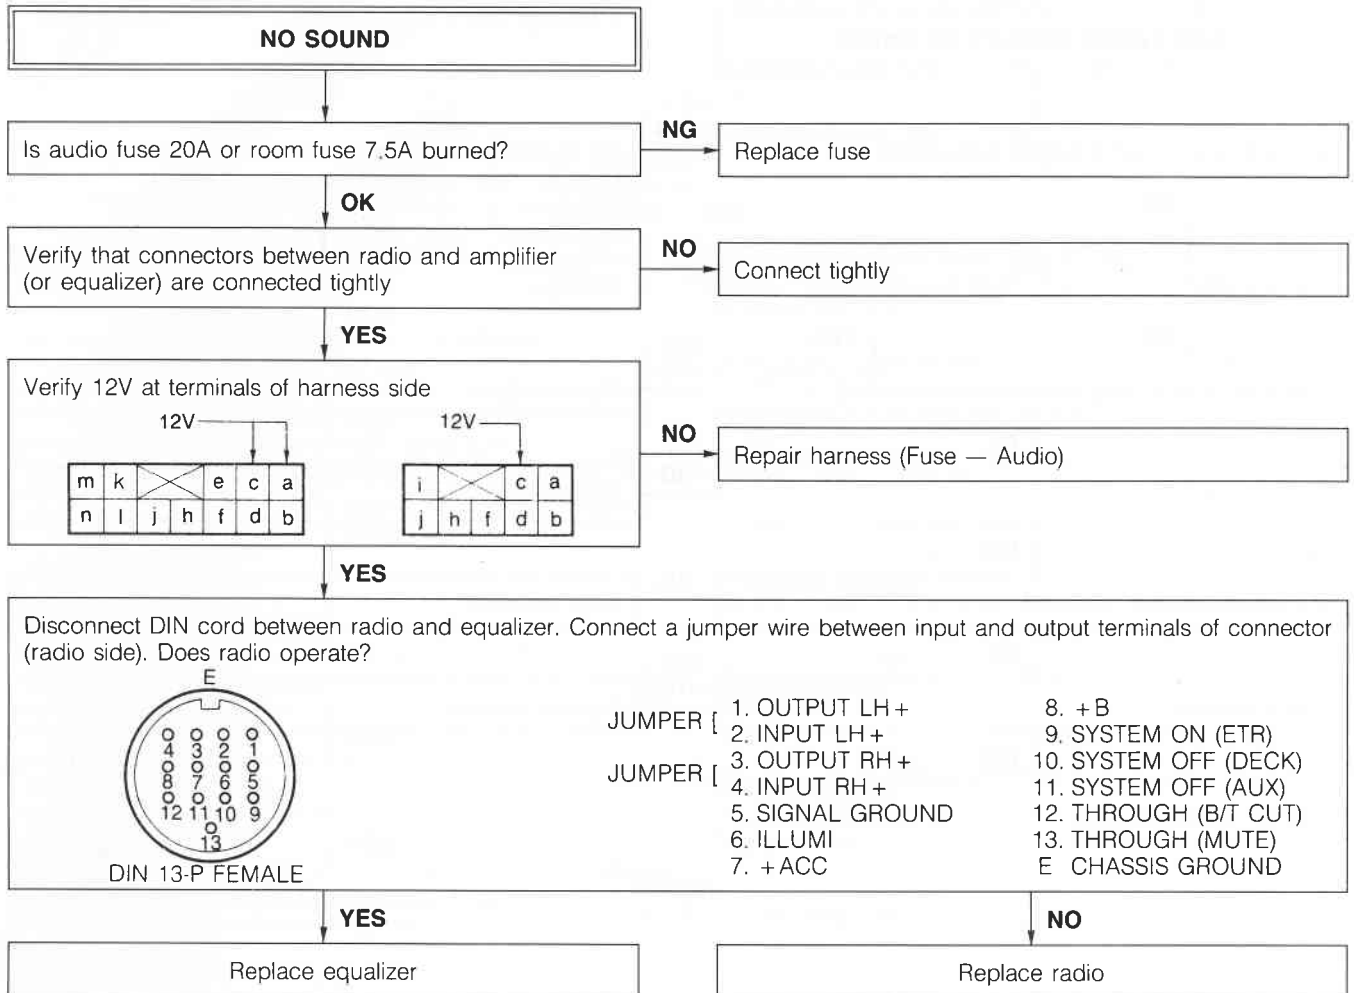 NO SOUND
Is audio fuse 20A or room fuse 7.5A burned?
NG
Replace fuse
OK
Verify that connectors between radio and amplifier
(or equalizer) are connected tightly
NO
Connect tightly
YES
Verify 12V at terminals of harness side
12V
12V
m k e c a
n l j h f d b
i c a
j h f d b
NO
Repair harness (Fuse — Audio)
YES
Disconnect DIN cord between radio and equalizer. Connect a jumper wire between input and output terminals of connector
(radio side). Does radio operate?
E
4 3 2 1
8 7 6 5
12 11 10 9
13
DIN 13-P FEMALE
JUMPER [
JUMPER [
1. OUTPUT LH +
2. INPUT LH +
3. OUTPUT RH +
4. INPUT RH +
5. SIGNAL GROUND
6. ILLUMI
7. +ACC
8. +B
9. SYSTEM ON (ETR)
10. SYSTEM OFF (DECK)
11. SYSTEM OFF (AUX)
12. THROUGH (B/T CUT)
13. THROUGH (MUTE)
E CHASSIS GROUND
YES
Replace equalizer
NO
Replace radio